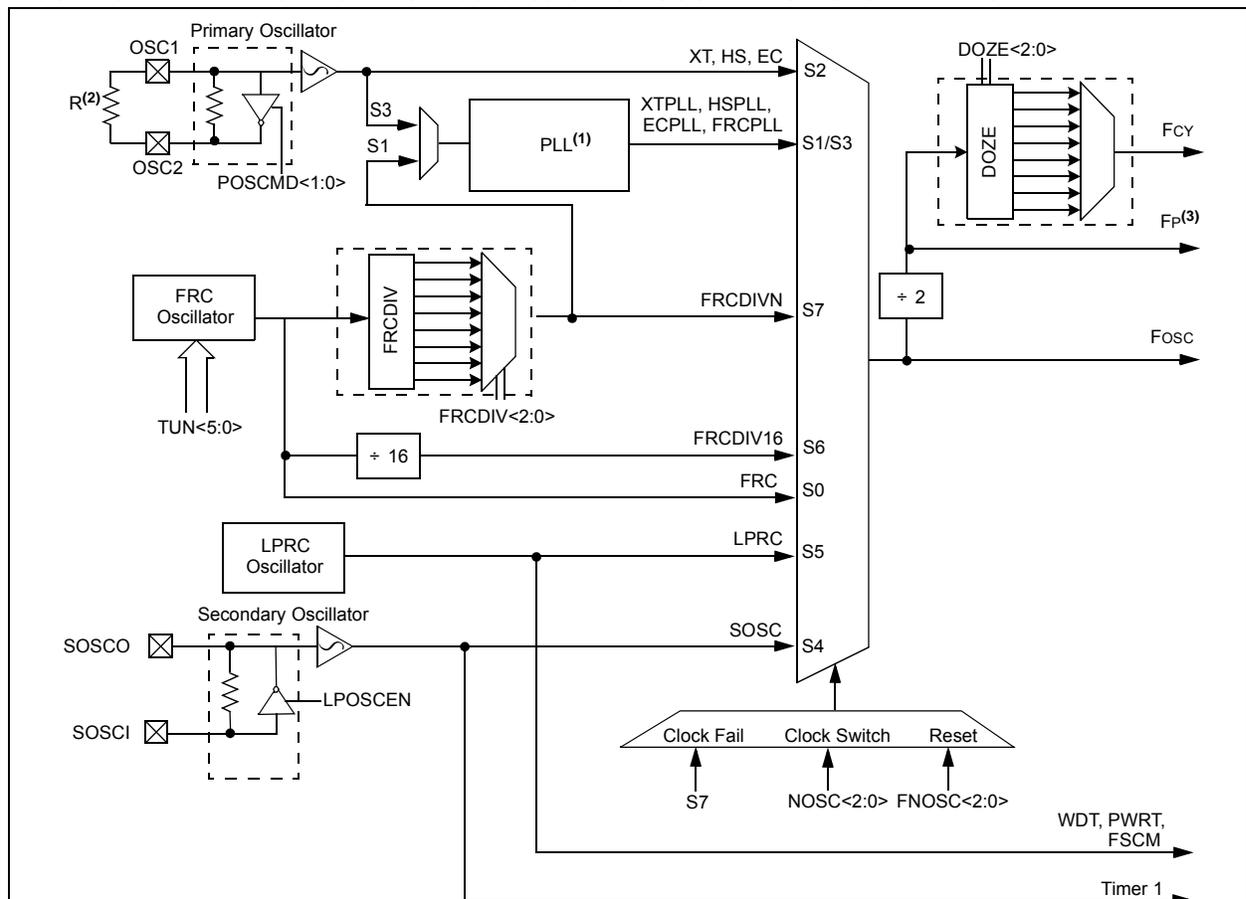 Primary Oscillator
OSC1
R(2)
OSC2
POSCMD<1:0>
S3
S1
PLL(1)
XT, HS, EC
XTPLL, HSPLL,
ECPLL, FRCPLL
S2
S1/S3
DOZE<2:0>
DOZE
FCY
FP(3)
÷ 2
FOSC
FRC
Oscillator
TUN<5:0>
FRCDIV
FRCDIV<2:0>
FRCDIVN
S7
÷ 16
FRCDIV16
S6
FRC
S0
LPRC
Oscillator
LPRC
S5
Secondary Oscillator
SOSCO
SOSCI
LPOSCEN
SOSC
S4
Clock Fail
Clock Switch
Reset
S7
NOSC<2:0>
FNOSC<2:0>
WDT, PWRT,
FSCM
Timer 1